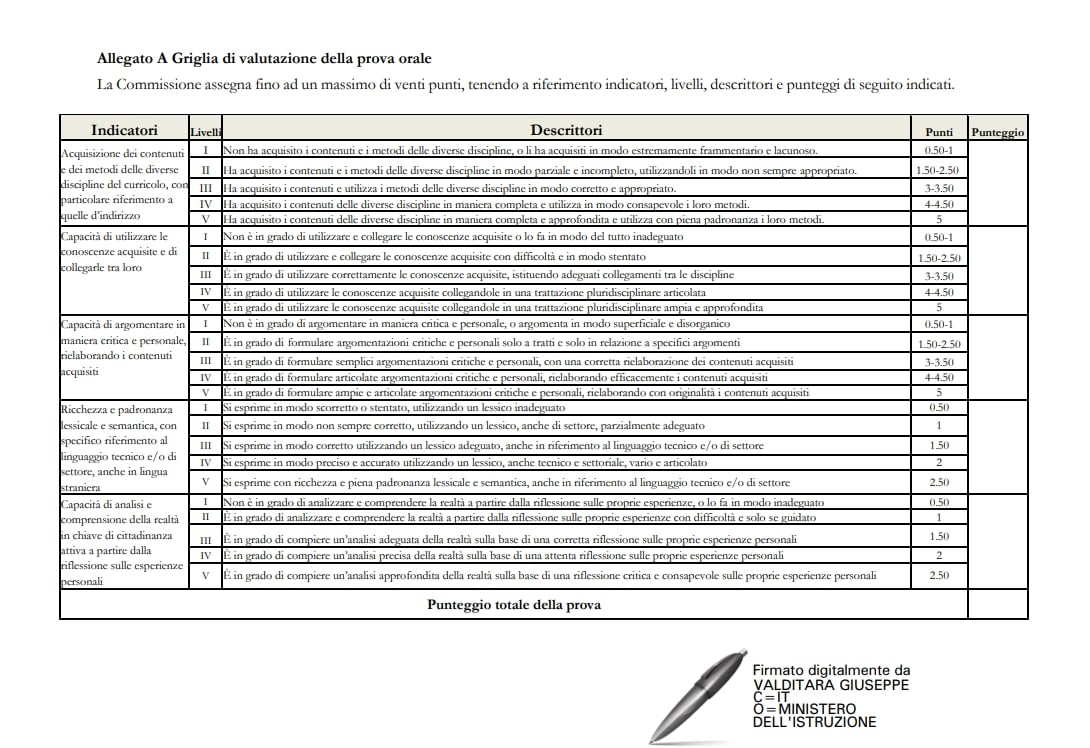 Allegato A Griglia di valutazione della prova orale
La Commissione assegna fino ad un massimo di venti punti, tenendo a riferimento indicatori, livelli, descrittori e punteggi di seguito indicati.
Indicatori Livelli Descrittori Punti Punteggio
Acquisizione dei contenuti
e dei metodi delle diverse
discipline del curricolo, con
particolare riferimento a
quelle d'indirizzo
I Non ha acquisito i contenuti e i metodi delle diverse discipline, o li ha acquisiti in modo estremamente frammentario e lacunoso. 0.50-1
II Ha acquisito i contenuti e i metodi delle diverse discipline in modo parziale e incompleto, utilizzandoli in modo non sempre appropriato. 1.50-2.50
III Ha acquisito i contenuti e utilizza i metodi delle diverse discipline in modo corretto e appropriato. 3-3.50
IV Ha acquisito i contenuti delle diverse discipline in maniera completa e utilizza in modo consapevole i loro metodi. 4-4.50
V Ha acquisito i contenuti delle diverse discipline in maniera completa e approfondita e utilizza con piena padronanza i loro metodi. 5
Capacità di utilizzare le
conoscenze acquisite e di
collegarle tra loro
I Non è in grado di utilizzare e collegare le conoscenze acquisite o lo fa in modo del tutto inadeguato 0.50-1
II È in grado di utilizzare e collegare le conoscenze acquisite con difficoltà e in modo stentato 1.50-2.50
III È in grado di utilizzare correttamente le conoscenze acquisite, istituendo adeguati collegamenti tra le discipline 3-3.50
IV È in grado di utilizzare le conoscenze acquisite collegandole in una trattazione pluridisciplinare articolata 4-4.50
V È in grado di utilizzare le conoscenze acquisite collegandole in una trattazione pluridisciplinare ampia e approfondita 5
Capacità di argomentare in
maniera critica e personale,
rielaborando i contenuti
acquisiti
I Non è in grado di argomentare in maniera critica e personale, o argomenta in modo superficiale e disorganico 0.50-1
II È in grado di formulare argomentazioni critiche e personali solo a tratti e solo in relazione a specifici argomenti 1.50-2.50
III È in grado di formulare semplici argomentazioni critiche e personali, con una corretta rielaborazione dei contenuti acquisiti 3-3.50
IV È in grado di formulare articolate argomentazioni critiche e personali, rielaborando efficacemente i contenuti acquisiti 4-4.50
V È in grado di formulare ampie e articolate argomentazioni critiche e personali, rielaborando con originalità i contenuti acquisiti 5
Ricchezza e padronanza
lessicale e semantica, con
specifico riferimento al
linguaggio tecnico e/o di
settore, anche in lingua
straniera
I Si esprime in modo scorretto o stentato, utilizzando un lessico inadeguato 0.50
II Si esprime in modo non sempre corretto, utilizzando un lessico, anche di settore, parzialmente adeguato 1
III Si esprime in modo corretto utilizzando un lessico adeguato, anche in riferimento al linguaggio tecnico e/o di settore 1.50
IV Si esprime in modo preciso e accurato utilizzando un lessico, anche tecnico e settoriale, vario e articolato 2
V Si esprime con ricchezza e piena padronanza lessicale e semantica, anche in riferimento al linguaggio tecnico e/o di settore 2.50
Capacità di analisi e
comprensione della realtà
in chiave di cittadinanza
attiva a partire dalla
riflessione sulle esperienze
personali
I Non è in grado di analizzare e comprendere la realtà a partire dalla riflessione sulle proprie esperienze, o lo fa in modo inadeguato 0.50
II È in grado di analizzare e comprendere la realtà a partire dalla riflessione sulle proprie esperienze con difficoltà e solo se guidato 1
III È in grado di compiere un'analisi adeguata della realtà sulla base di una corretta riflessione sulle proprie esperienze personali 1.50
IV È in grado di compiere un'analisi precisa della realtà sulla base di una attenta riflessione sulle proprie esperienze personali 2
V È in grado di compiere un'analisi approfondita della realtà sulla base di una riflessione critica e consapevole sulle proprie esperienze personali 2.50
Punteggio totale della prova
Firmato digitalmente da
VALDITARA GIUSEPPE
C=IT
O=MINISTERO
DELL'ISTRUZIONE